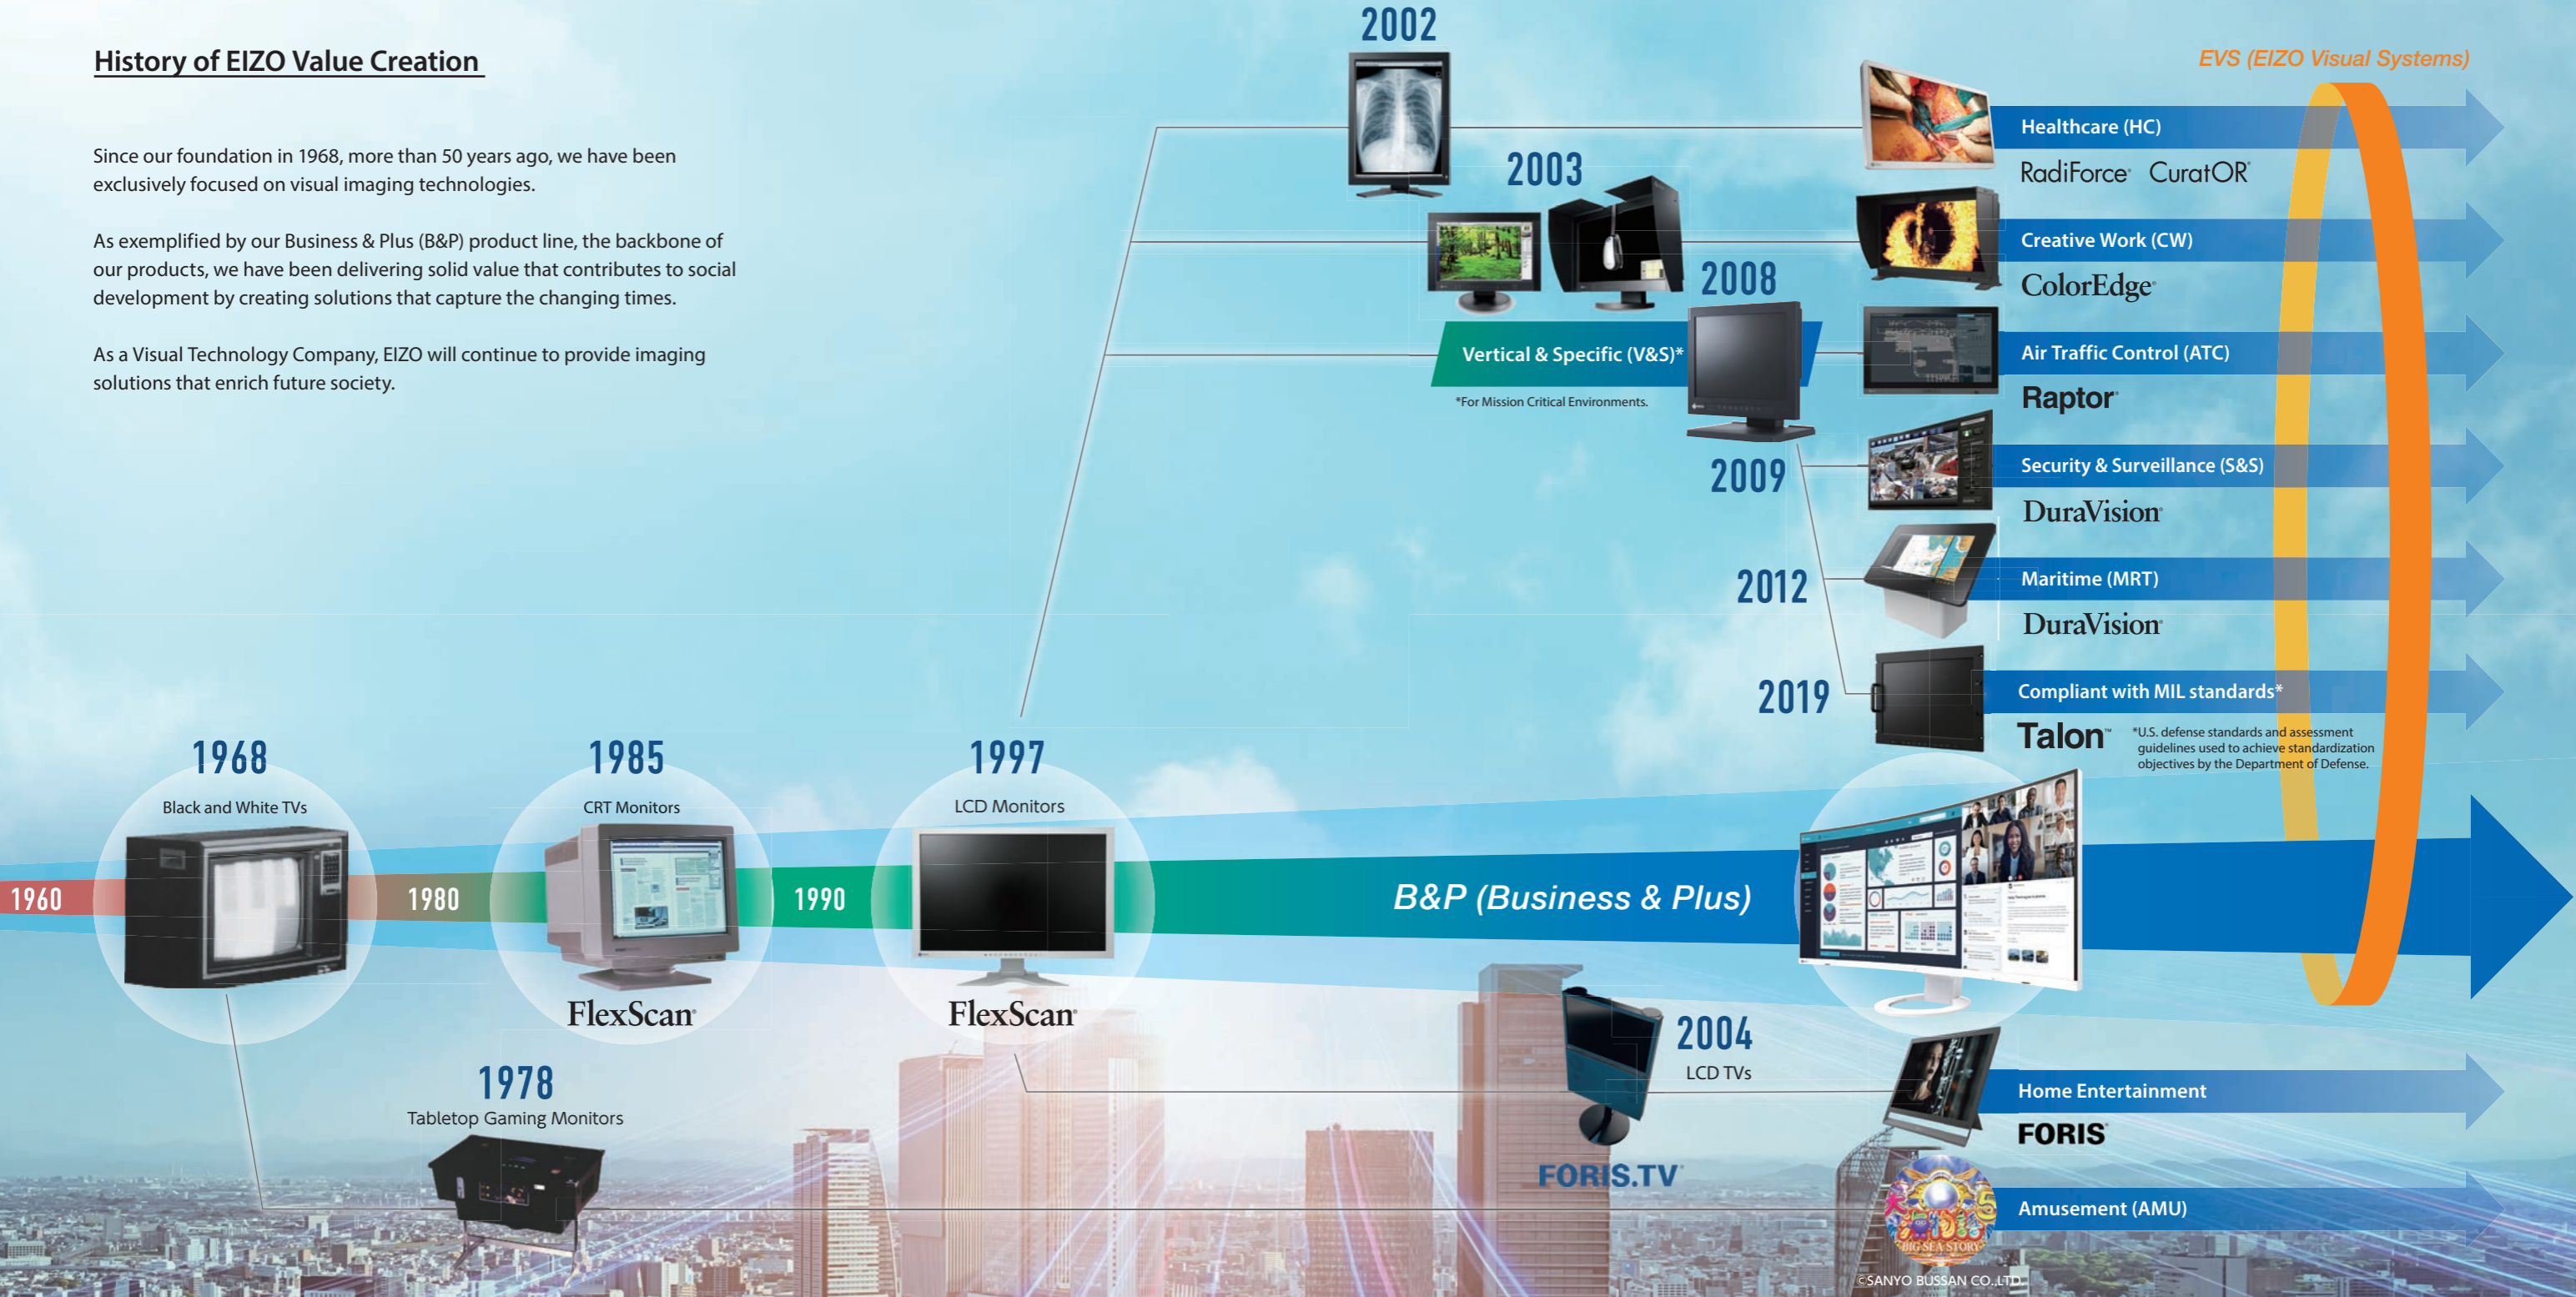 History of EIZO Value Creation
Since our foundation in 1968, more than 50 years ago, we have been
exclusively focused on visual imaging technologies.
As exemplified by our Business & Plus (B&P) product line, the backbone of
our products, we have been delivering solid value that contributes to social
development by creating solutions that capture the changing times.
As a Visual Technology Company, EIZO will continue to provide imaging
solutions that enrich future society.
2002
2003
2008
Vertical & Specific (V&S)*
*For Mission Critical Environments.
2009
2012
2019
EVS (EIZO Visual Systems)
Healthcare (HC)
RadiForce® CuratOR®
Creative Work (CW)
ColorEdge®
Air Traffic Control (ATC)
Raptor®
Security & Surveillance (S&S)
DuraVision®
Maritime (MRT)
DuraVision®
Compliant with MIL standards*
Talon™
*U.S. defense standards and assessment
guidelines used to achieve standardization
objectives by the Department of Defense.
1968
Black and White TVs
1985
CRT Monitors
1997
LCD Monitors
1960
1980
1990
B&P (Business & Plus)
FlexScan®
FlexScan®
1978
Tabletop Gaming Monitors
2004
LCD TVs
FORIS.TV®
Home Entertainment
FORIS®
Amusement (AMU)
BIG SEA STORY
©SANYO BUSSAN CO.,LTD.